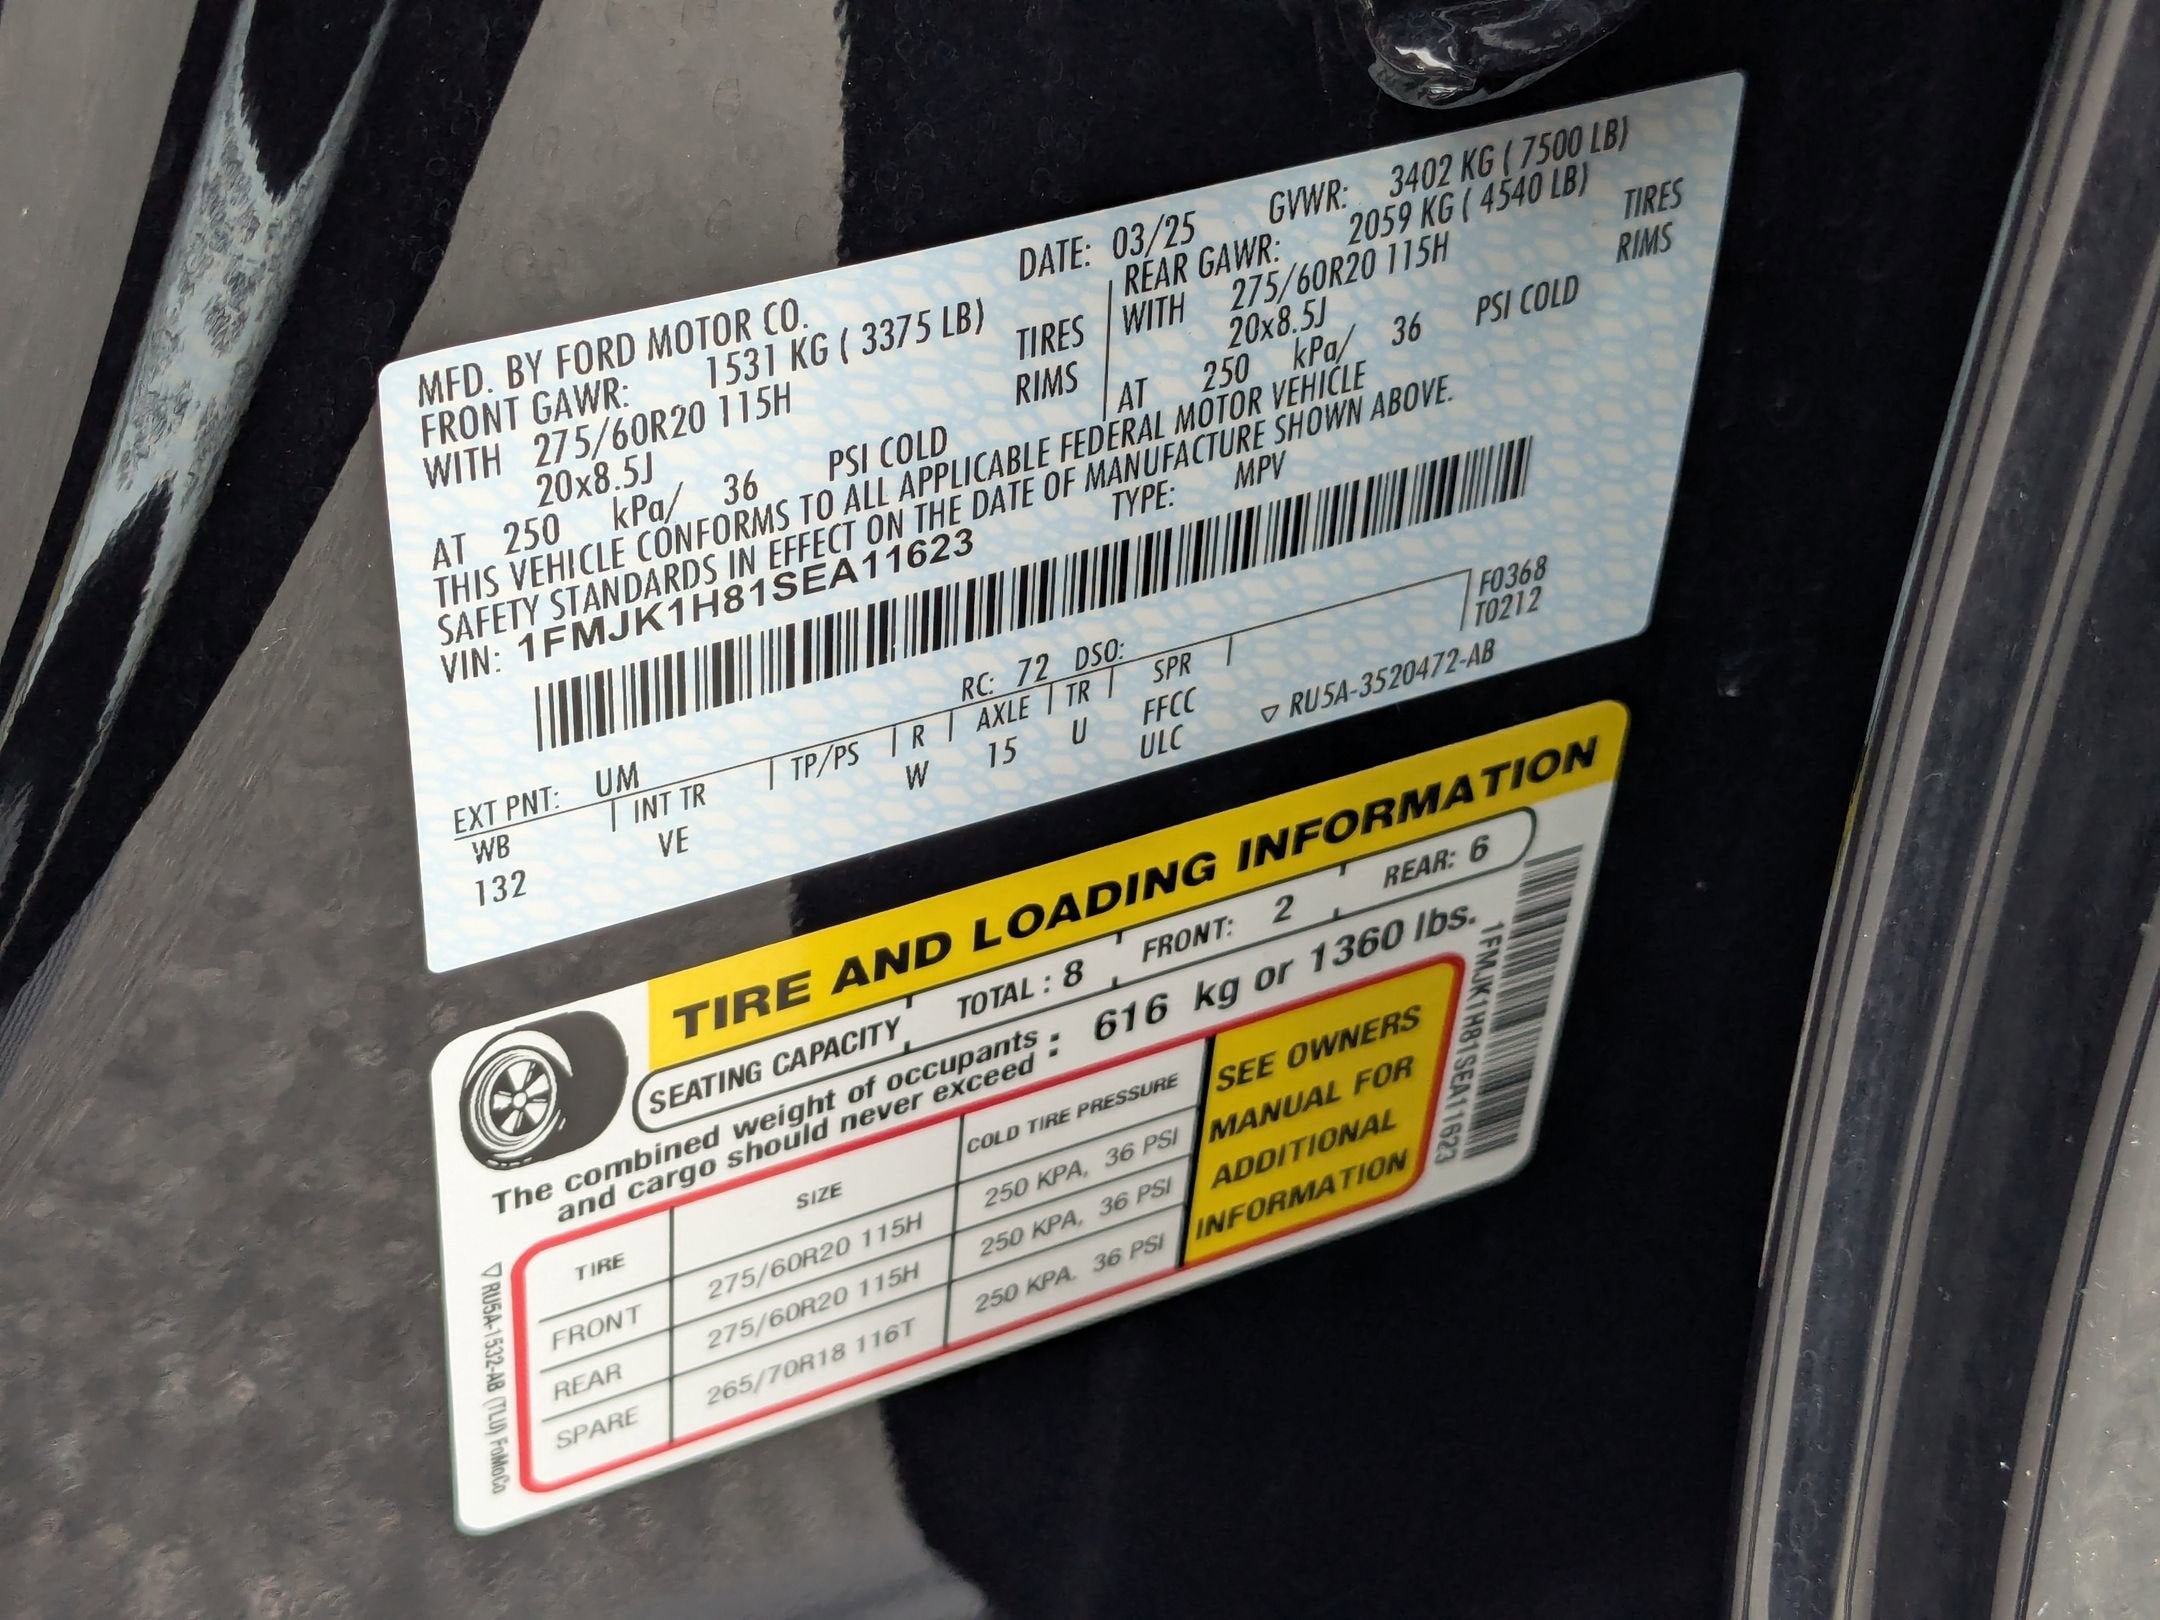 MFD. BY FORD MOTOR CO.
DATE: 03/25 GVWR: 3402 KG ( 7500 LB)
FRONT GAWR: 1531 KG ( 3375 LB)
WITH 275/60R20 115H TIRES
20x8.5J RIMS
AT 250 kPa/ 36 PSI COLD
REAR GAWR: 2059 KG ( 4540 LB)
WITH 275/60R20 115H TIRES
20x8.5J RIMS
AT 250 kPa/ 36 PSI COLD
THIS VEHICLE CONFORMS TO ALL APPLICABLE FEDERAL MOTOR VEHICLE
SAFETY STANDARDS IN EFFECT ON THE DATE OF MANUFACTURE SHOWN ABOVE.
VIN: 1FMJK1H81SEA11623 TYPE: MPV
F0368
T0212
EXT PNT: UM RC: 72 DSO:
WB INT TR TP/PS R AXLE TR SPR
132 VE W 15 U FFCC
ULC
RU5A-3520472-AB
TIRE AND LOADING INFORMATION
SEATING CAPACITY TOTAL : 8 FRONT: 2 REAR: 6
The combined weight of occupants
and cargo should never exceed : 616 kg or 1360 lbs.
TIRE SIZE COLD TIRE PRESSURE
FRONT 275/60R20 115H 250 KPA, 36 PSI
REAR 275/60R20 115H 250 KPA, 36 PSI
SPARE 265/70R18 116T 250 KPA, 36 PSI
SEE OWNERS
MANUAL FOR
ADDITIONAL
INFORMATION
1FMJK1H81SEA11623
RU5A-1532-AB (TLU) FoMoCo